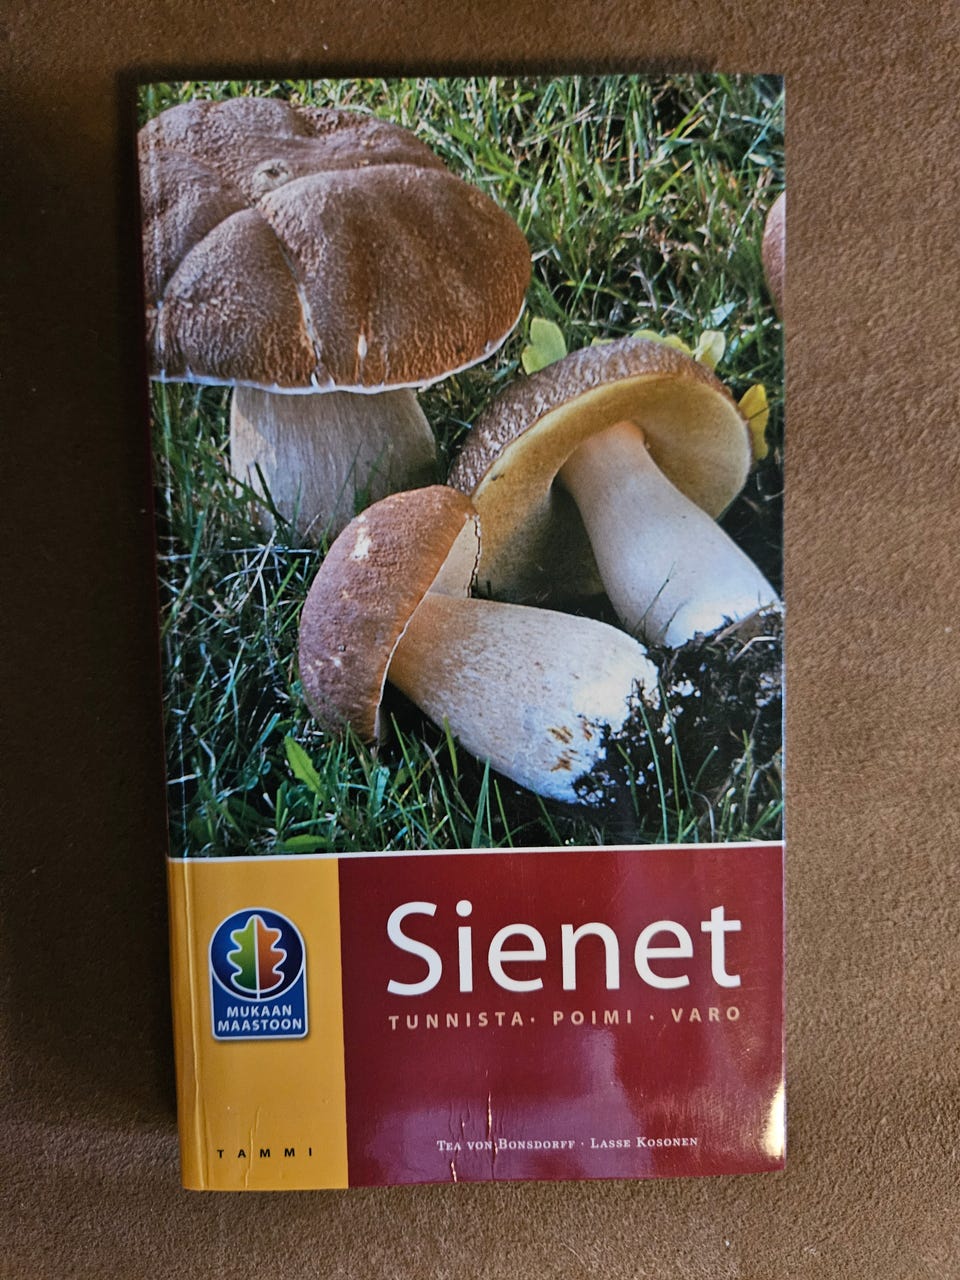 Sienet
TUNNISTA · POIMI · VARO
MUKAAN
MAASTOON
TEA VON BONSDORFF · LASSE KOSONEN
TAMMI